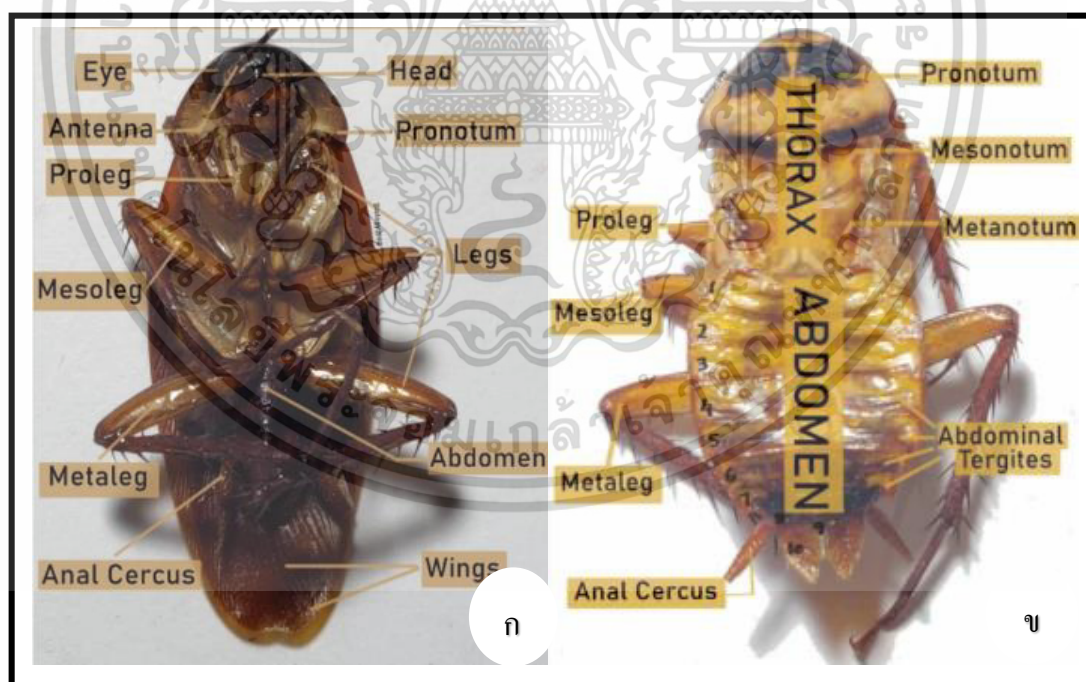 Eye
Head
Antenna
Pronotum
Proleg
Legs
Mesoleg
Abdomen
Metaleg
Anal Cercus
Wings
ก
THORAX
ABDOMEN
Pronotum
Mesonotum
Metanotum
Proleg
Mesoleg
1
2
3
4
5
6
7
8
9
10
Abdominal
Tergites
Metaleg
Anal Cercus
ข